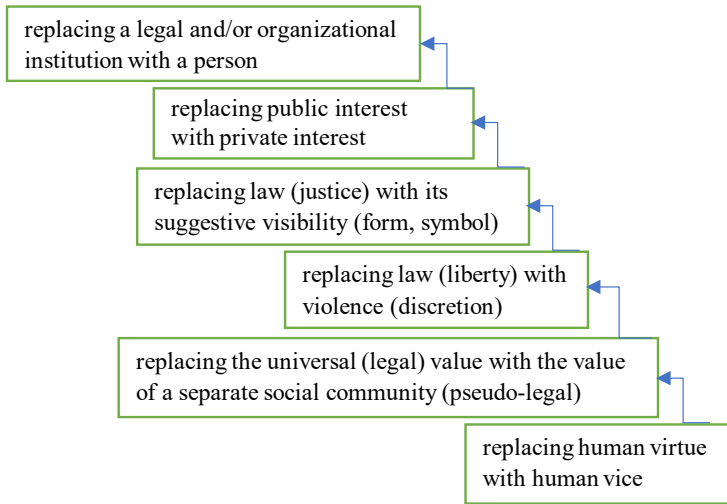 replacing a legal and/or organizational
institution with a person
replacing public interest
with private interest
replacing law (justice) with its
suggestive visibility (form, symbol)
replacing law (liberty) with
violence (discretion)
replacing the universal (legal) value with the value
of a separate social community (pseudo-legal)
replacing human virtue
with human vice